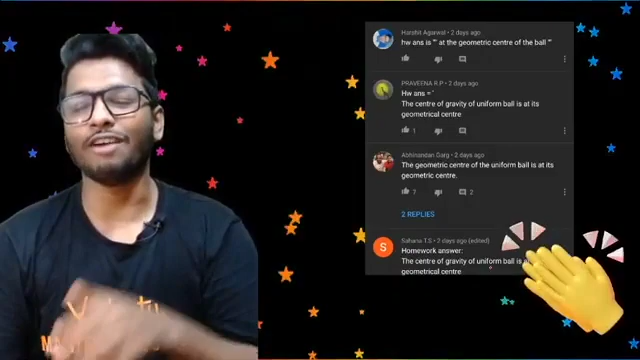 Harshit Agarwal • 2 days ago
hw ans is "' at the geometric centre of the ball '"
PRAVEENA R.P • 2 days ago
Hw ans = '
The centre of gravity of uniform ball is at its
geometrical centre
1
Abhinandan Garg • 2 days ago
The geometric centre of the uniform ball is at its
geometric centre.
7 2
2 REPLIES
S
Sahana T.S • 2 days ago (edited)
Homework answer:
The centre of gravity of uniform ball is
geometrical centre